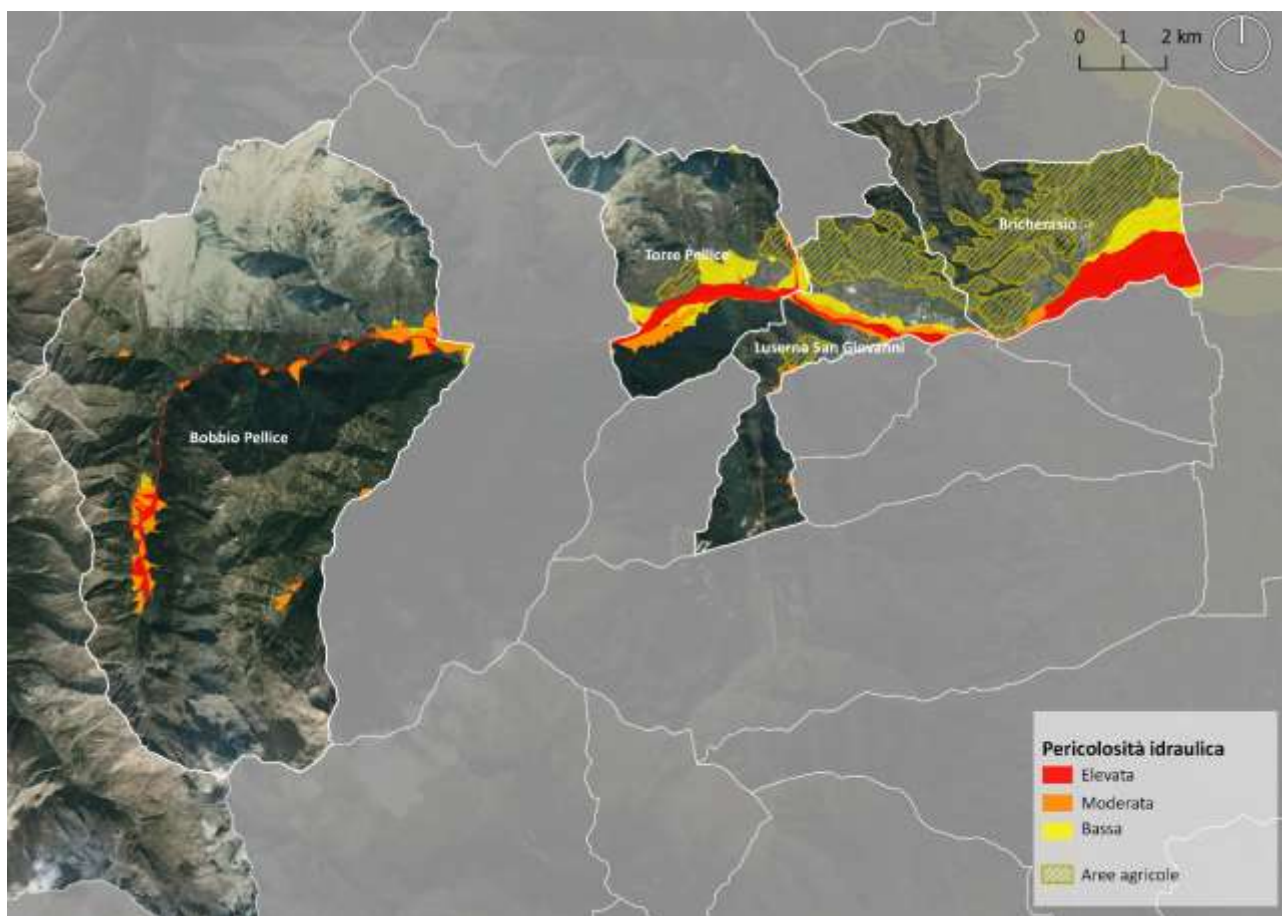 0 1 2 km
Bricherasio
Torre Pellice
Luserna San Giovanni
Bobbio Pellice
Pericolosità idraulica
Elevata
Moderata
Bassa
Aree agricole